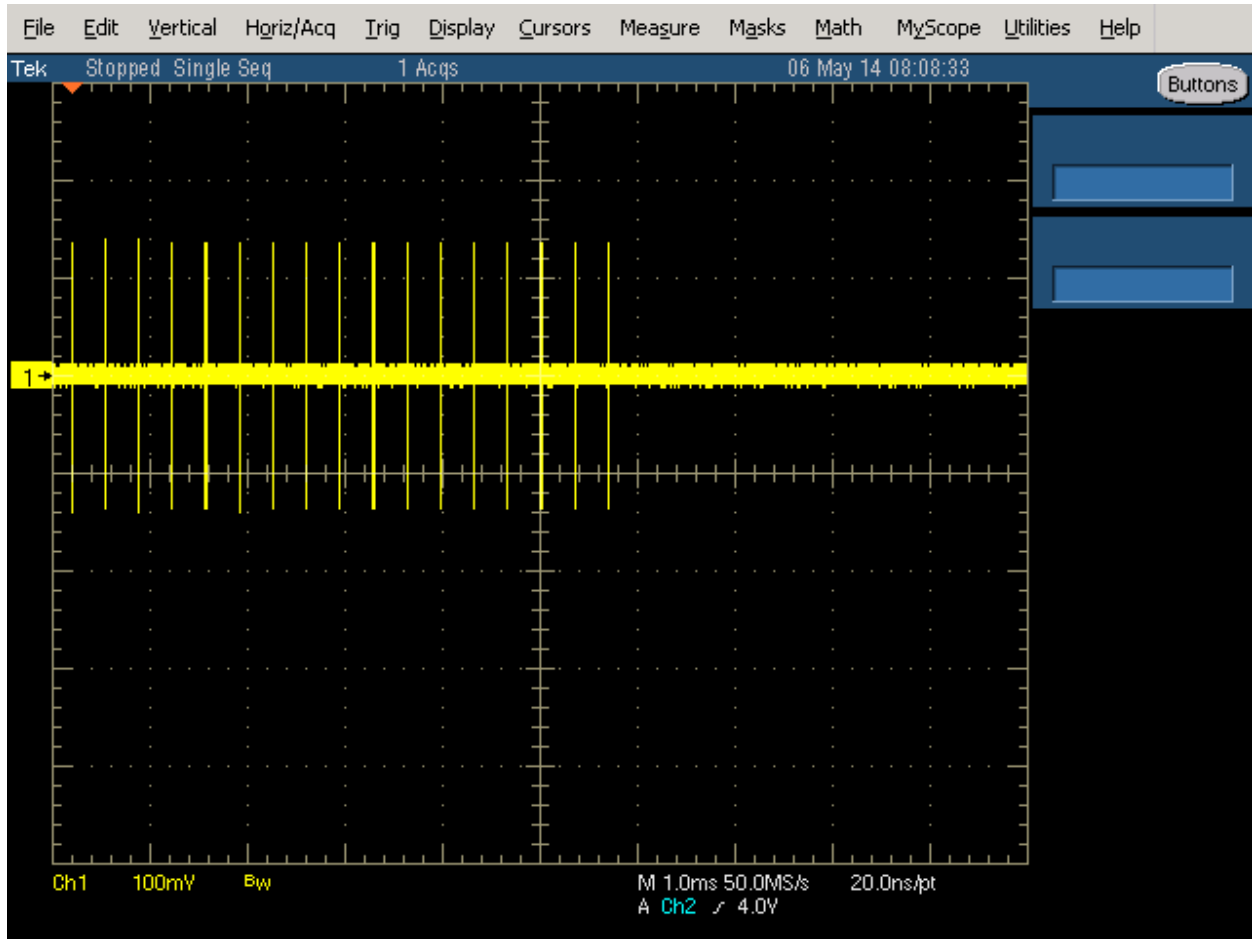 File Edit Vertical Horiz/Acq Trig Display Cursors Measure Masks Math MyScope Utilities Help
Tek Stopped Single Seq 1 Acqs 06 May 14 08:08:33 Buttons
1
Ch1 100mV BW M 1.0ms 50.0MS/s 20.0ns/pt
A Ch2 4.0V